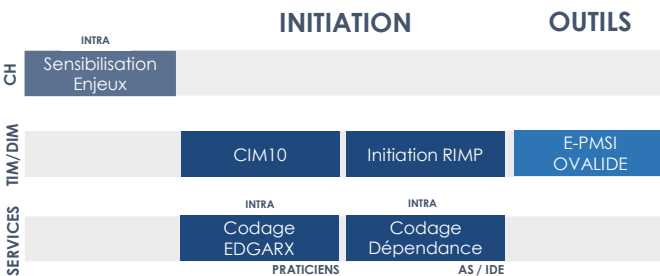 INITIATION
OUTILS
INTRA
CH
Sensibilisation
Enjeux
TIM/DIM
CIM10
Initiation RIMP
E-PMSI
OVALIDE
INTRA
INTRA
SERVICES
Codage
EDGARX
Codage
Dépendance
PRATICIENS
AS / IDE